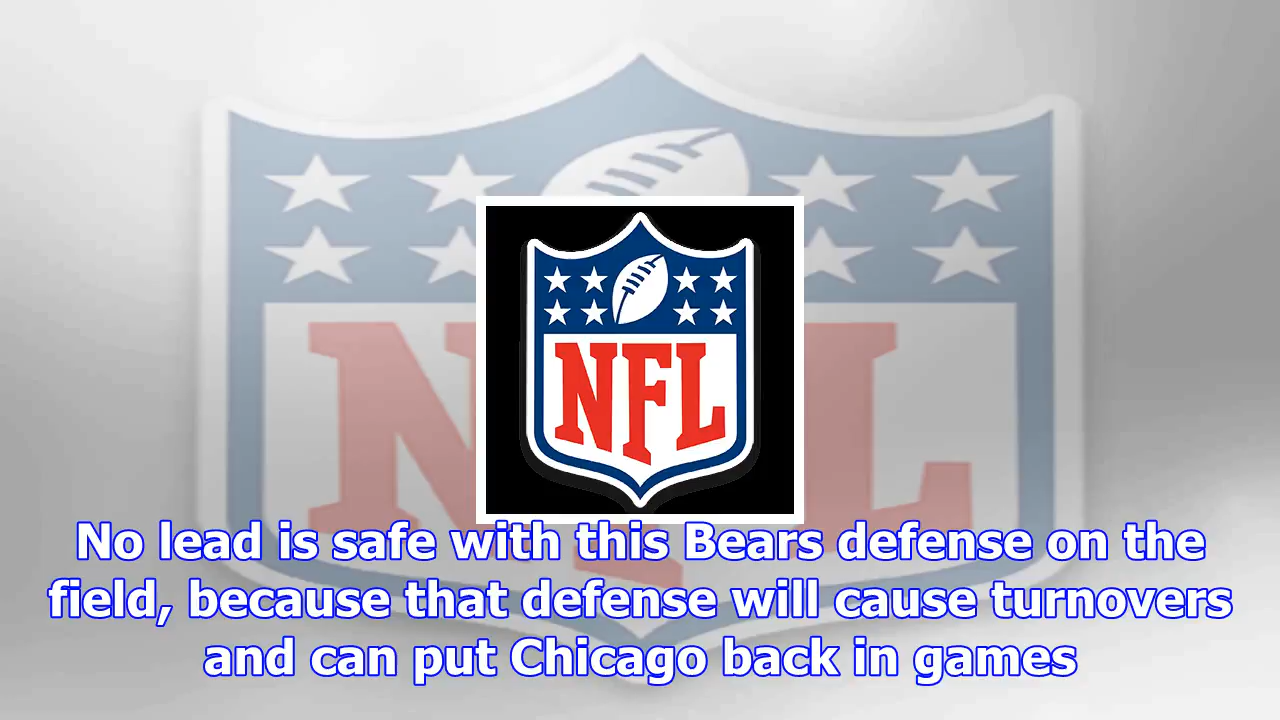 NFL
No lead is safe with this Bears defense on the
field, because that defense will cause turnovers
and can put Chicago back in games